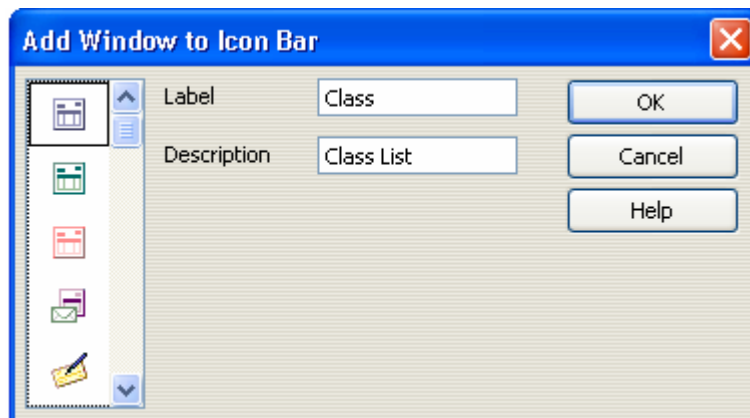 Add Window to Icon Bar
Label
Class
OK
Description
Class List
Cancel
Help